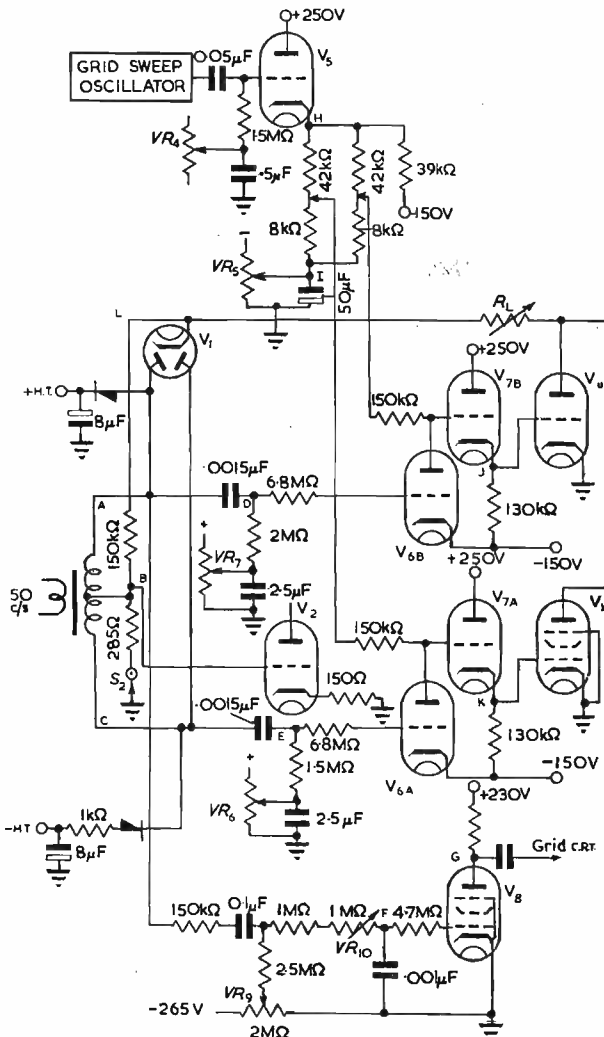 +250V
0.05μF
V5
GRID SWEEP
OSCILLATOR
H
1.5MΩ
VR4
.5μF
42kΩ
42kΩ
39kΩ
-150V
8kΩ
8kΩ
VR5
I
50μF
L
V1
RL
+250V
+H.T.
8μF
150kΩ
V7B
A
.0015μF
D
6.8MΩ
J
150kΩ
2MΩ
130kΩ
VR7
V6B
+250V
-150V
B
50
c/s
2.5μF
V2
285Ω
150kΩ
V7A
S2
150Ω
C
.0015μF
K
E
6.8MΩ
130kΩ
1.5MΩ
V6A
-150V
VR6
+230V
1kΩ
2.5μF
-HT
8μF
G
Grid C.R.T.
V8
0.1μF
150kΩ
1MΩ
1MΩ
F
4.7MΩ
VR10
2.5MΩ
.001μF
VR9
-265V
2MΩ